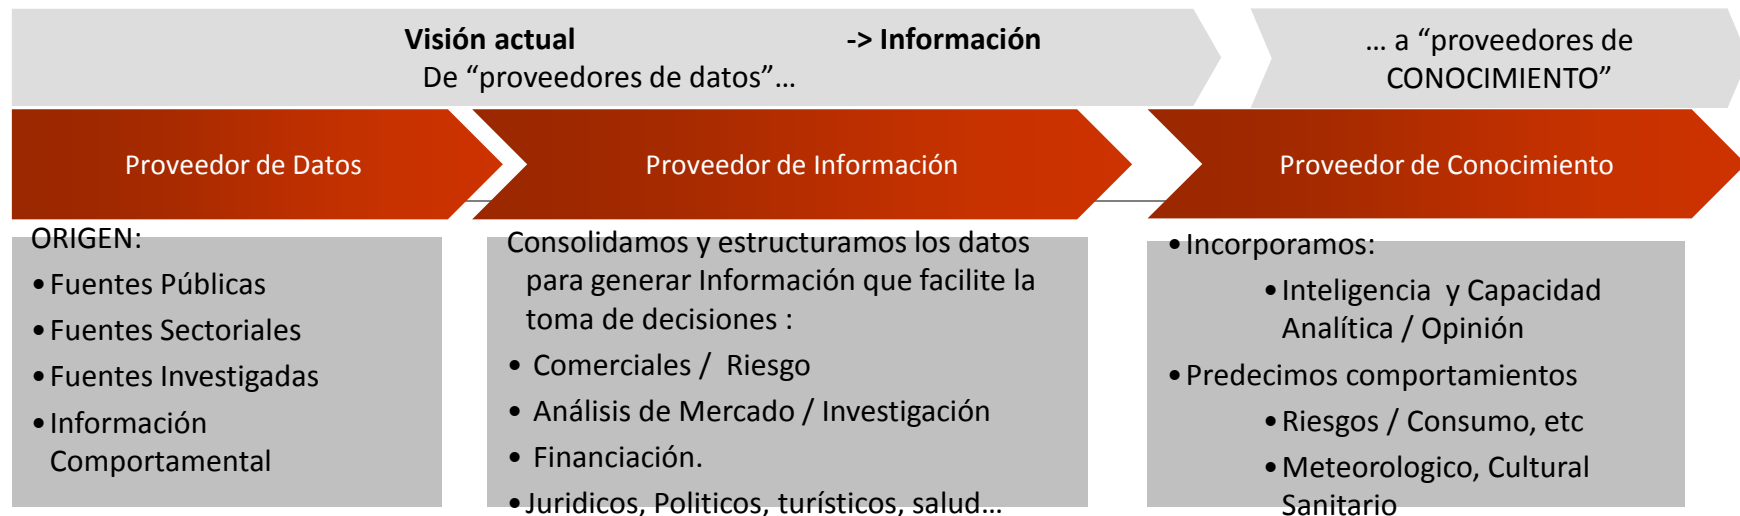 Visión actual -> Información
De “proveedores de datos”...
... a “proveedores de
CONOCIMIENTO”
Proveedor de Datos
Proveedor de Información
Proveedor de Conocimiento
ORIGEN:
•Fuentes Públicas
•Fuentes Sectoriales
•Fuentes Investigadas
•Información
Comportamental
Consolidamos y estructuramos los datos
para generar Información que facilite la
toma de decisiones :
• Comerciales / Riesgo
• Análisis de Mercado / Investigación
• Financiación.
•Juridicos, Politicos, turísticos, salud...
•Incorporamos:
•Inteligencia y Capacidad
Analítica / Opinión
•Predecimos comportamientos
•Riesgos / Consumo, etc
•Meteorologico, Cultural
Sanitario